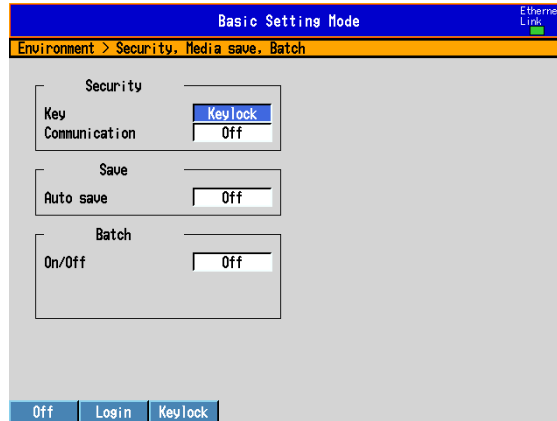 Basic Setting Mode
Link
Environment > Security, Media save, Batch
Security
Key Keylock
Communication Off
Save
Auto save Off
Batch
On/Off Off
Off Login Keylock